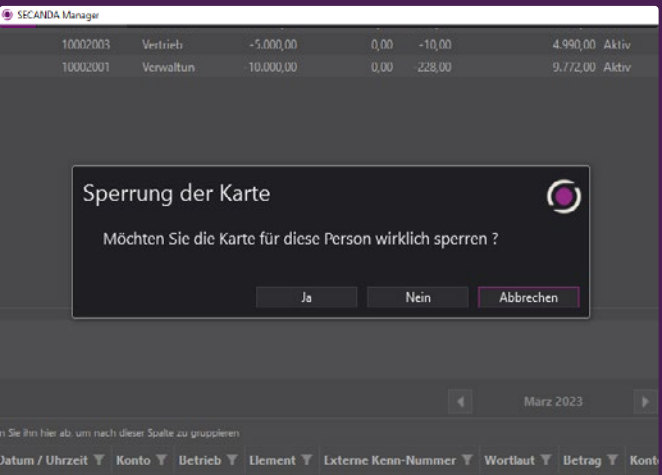 SECANDA Manager
10002003 Vertrieb -5.000,00 0,00 -10,00 4.990,00 Aktiv
10002001 Verwaltun -10.000,00 0,00 -228,00 9.772,00 Aktiv
Sperrung der Karte
Möchten Sie die Karte für diese Person wirklich sperren ?
Ja Nein Abbrechen
März 2023
n Sie ihn hier ab, um nach dieser Spalte zu gruppieren
Datum / Uhrzeit Konto Betrieb Element Externe Kenn-Nummer Wortlaut Betrag Kont